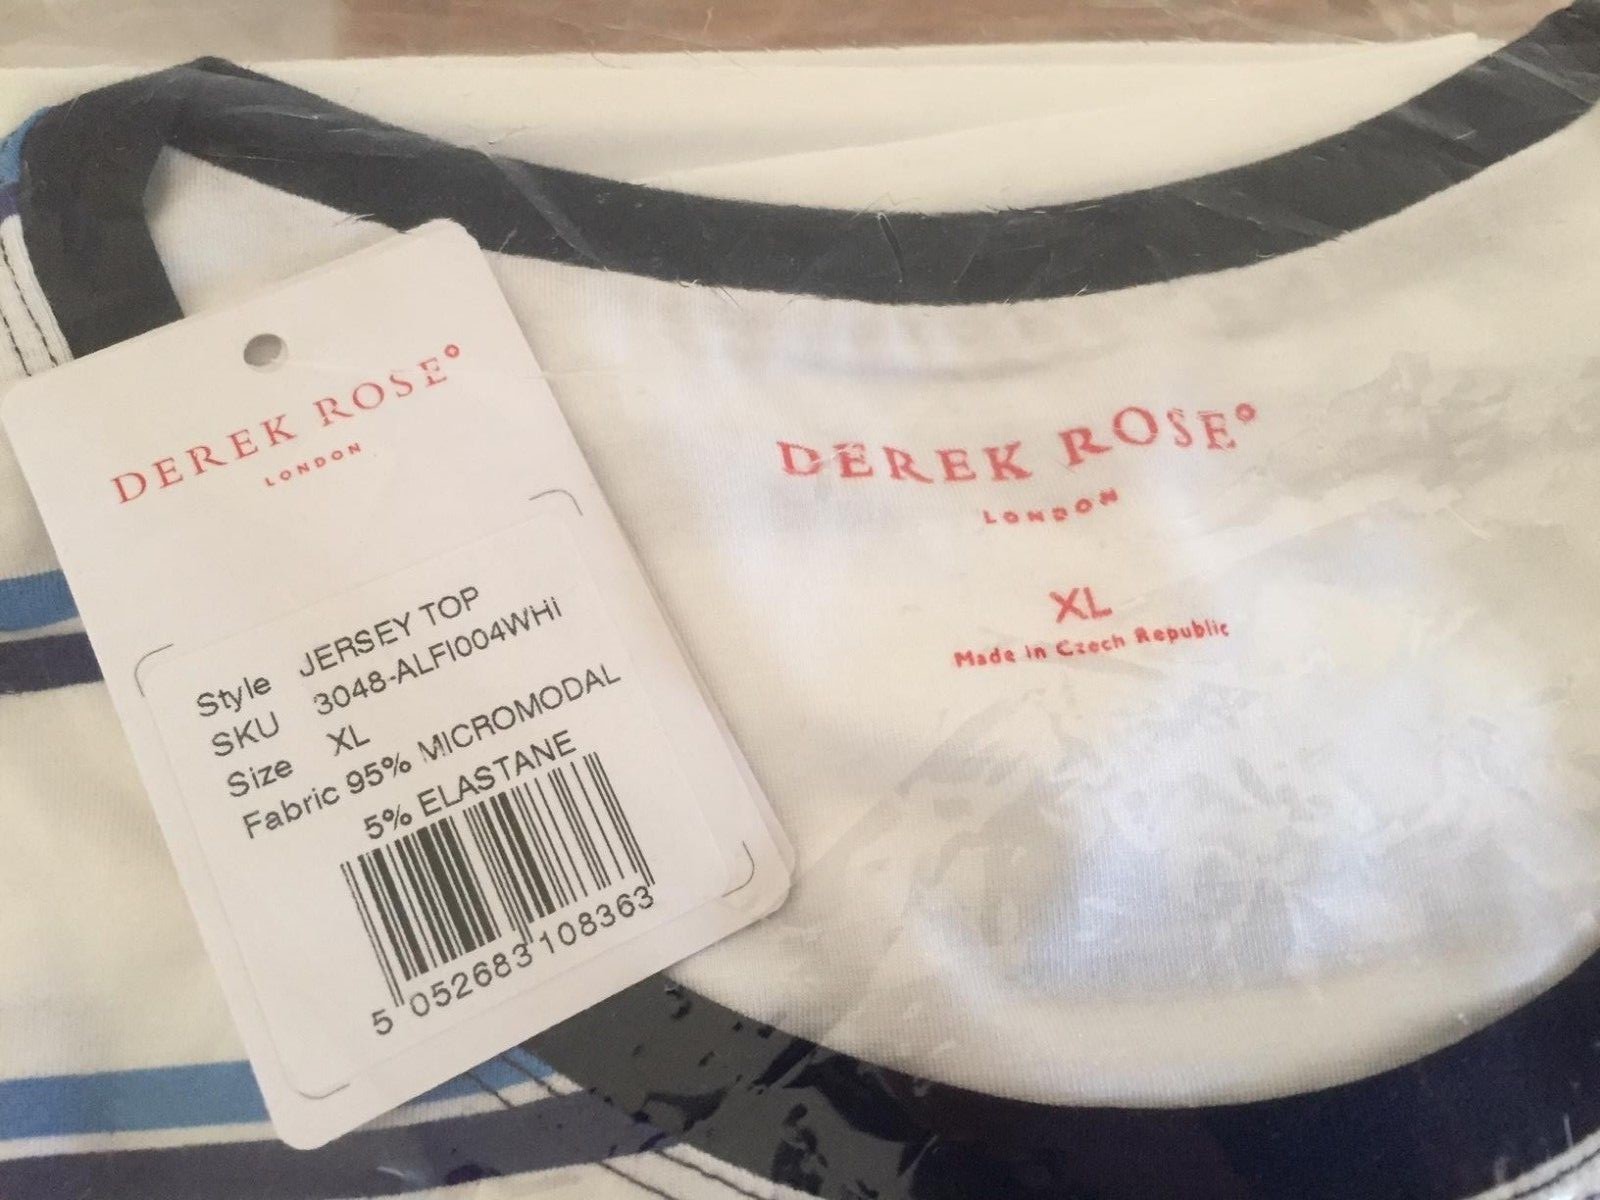 DEREK ROSE°
LONDON
Style JERSEY TOP
SKU 3048-ALFI004WHi
Size XL
Fabric 95% MICROMODAL
5% ELASTANE
5 052683 108363
DEREK ROSE°
LONDON
XL
Made in Czech Republic